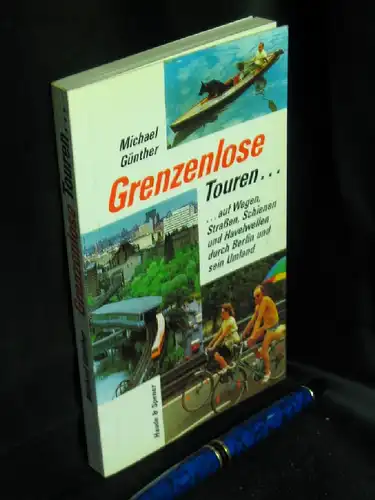 Michael
Günther
Grenzenlose
Touren...
...auf Wegen,
Straßen, Schienen
und Havelwellen
durch Berlin und
sein Umland
Haude & Spener
Grenzenlose Touren...